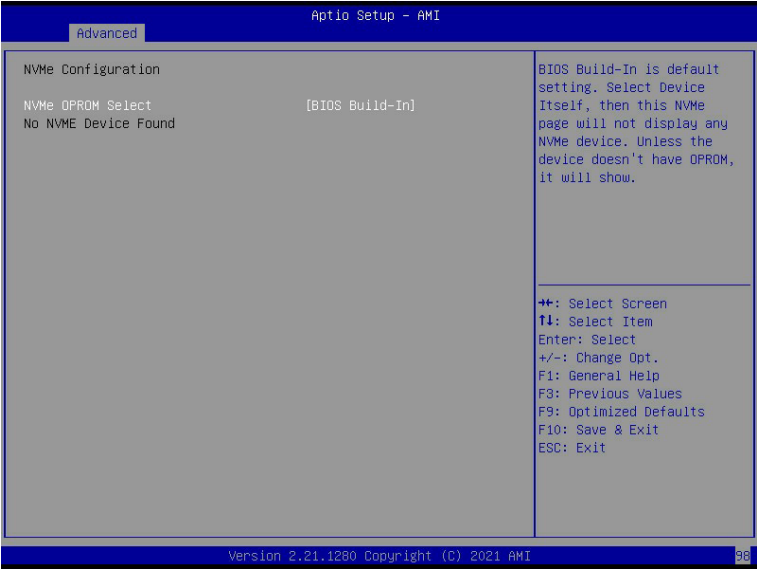 Aptio Setup – AMI
Advanced
NVMe Configuration
NVMe OPROM Select [BIOS Build-In]
No NVME Device Found
BIOS Build-In is default
setting. Select Device
Itself, then this NVMe
page will not display any
NVMe device. Unless the
device doesn't have OPROM,
it will show.
→←: Select Screen
↑↓: Select Item
Enter: Select
+/-: Change Opt.
F1: General Help
F3: Previous Values
F9: Optimized Defaults
F10: Save & Exit
ESC: Exit
Version 2.21.1280 Copyright (C) 2021 AMI
98